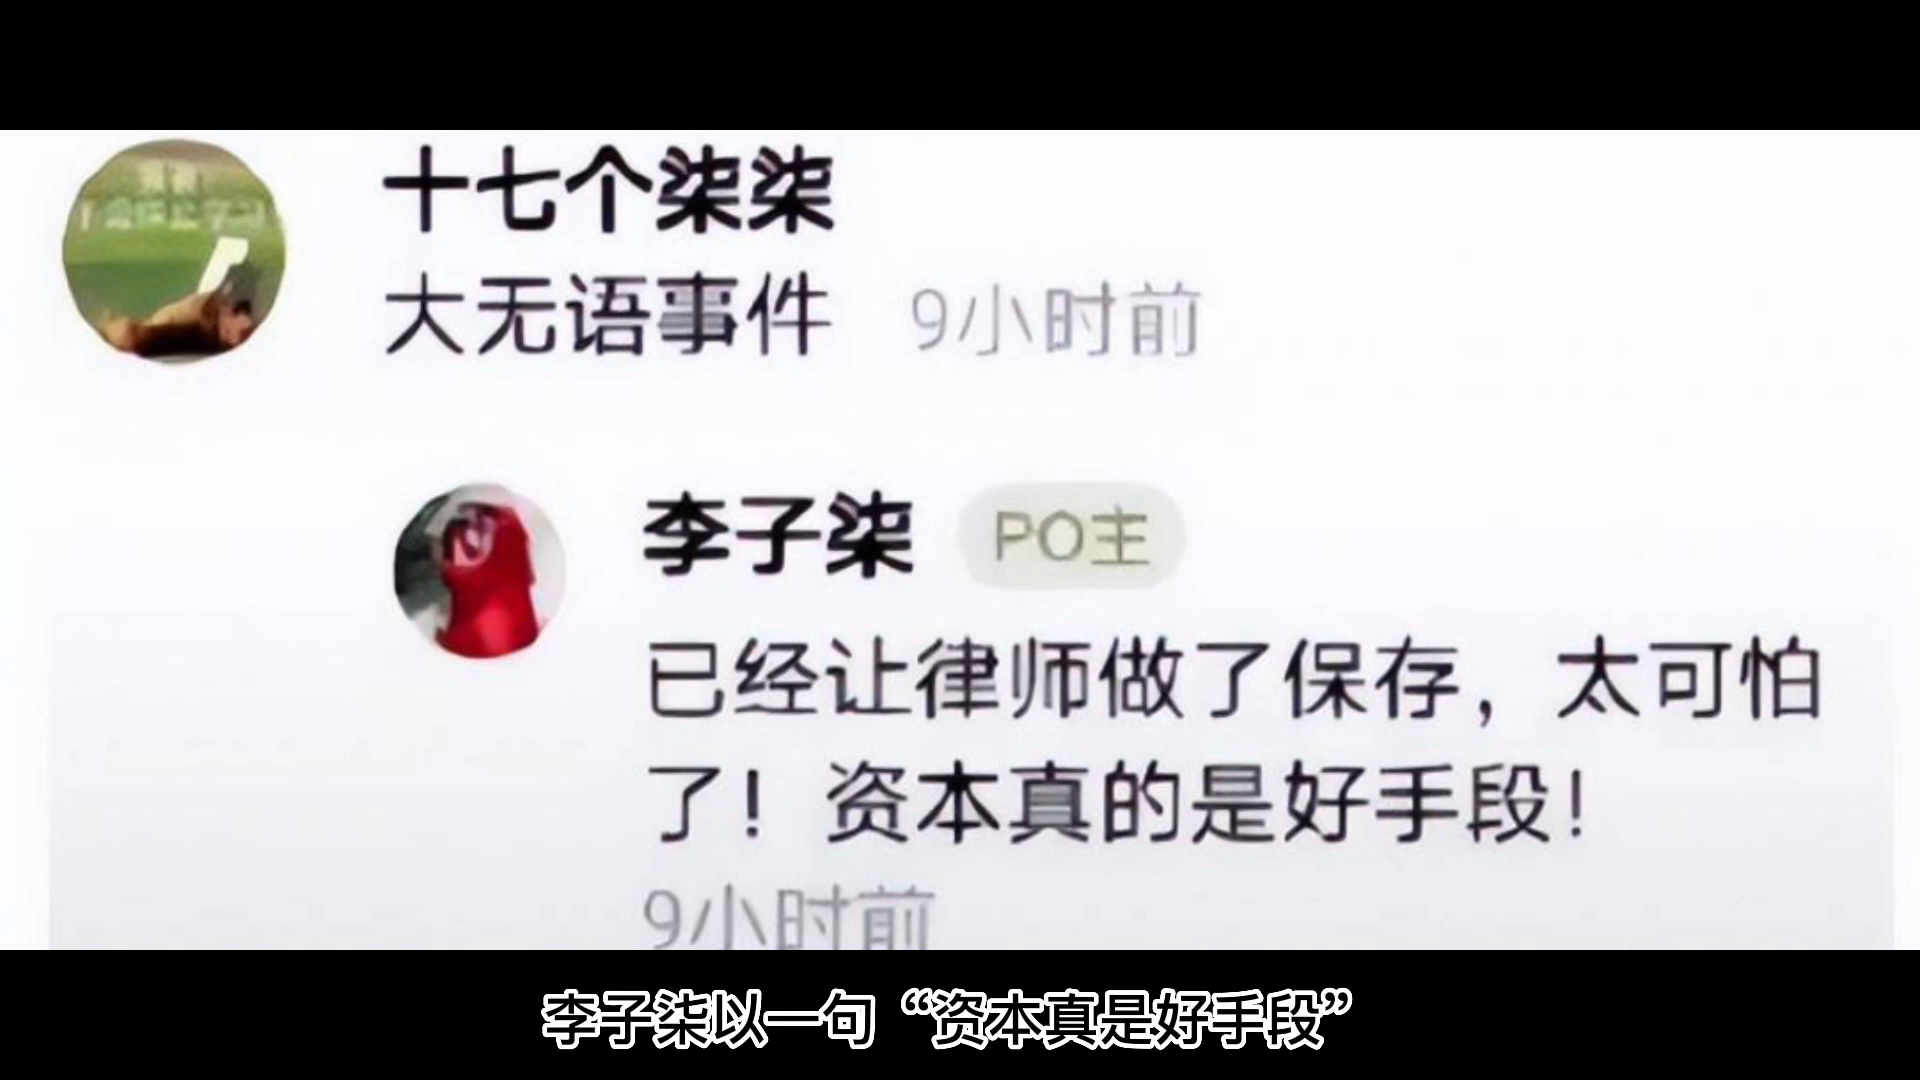 十七个柒柒
大无语事件 9小时前
李子柒 PO主
已经让律师做了保存，太可怕
了！资本真的是好手段！
9小时前
李子柒以一句“资本真是好手段”